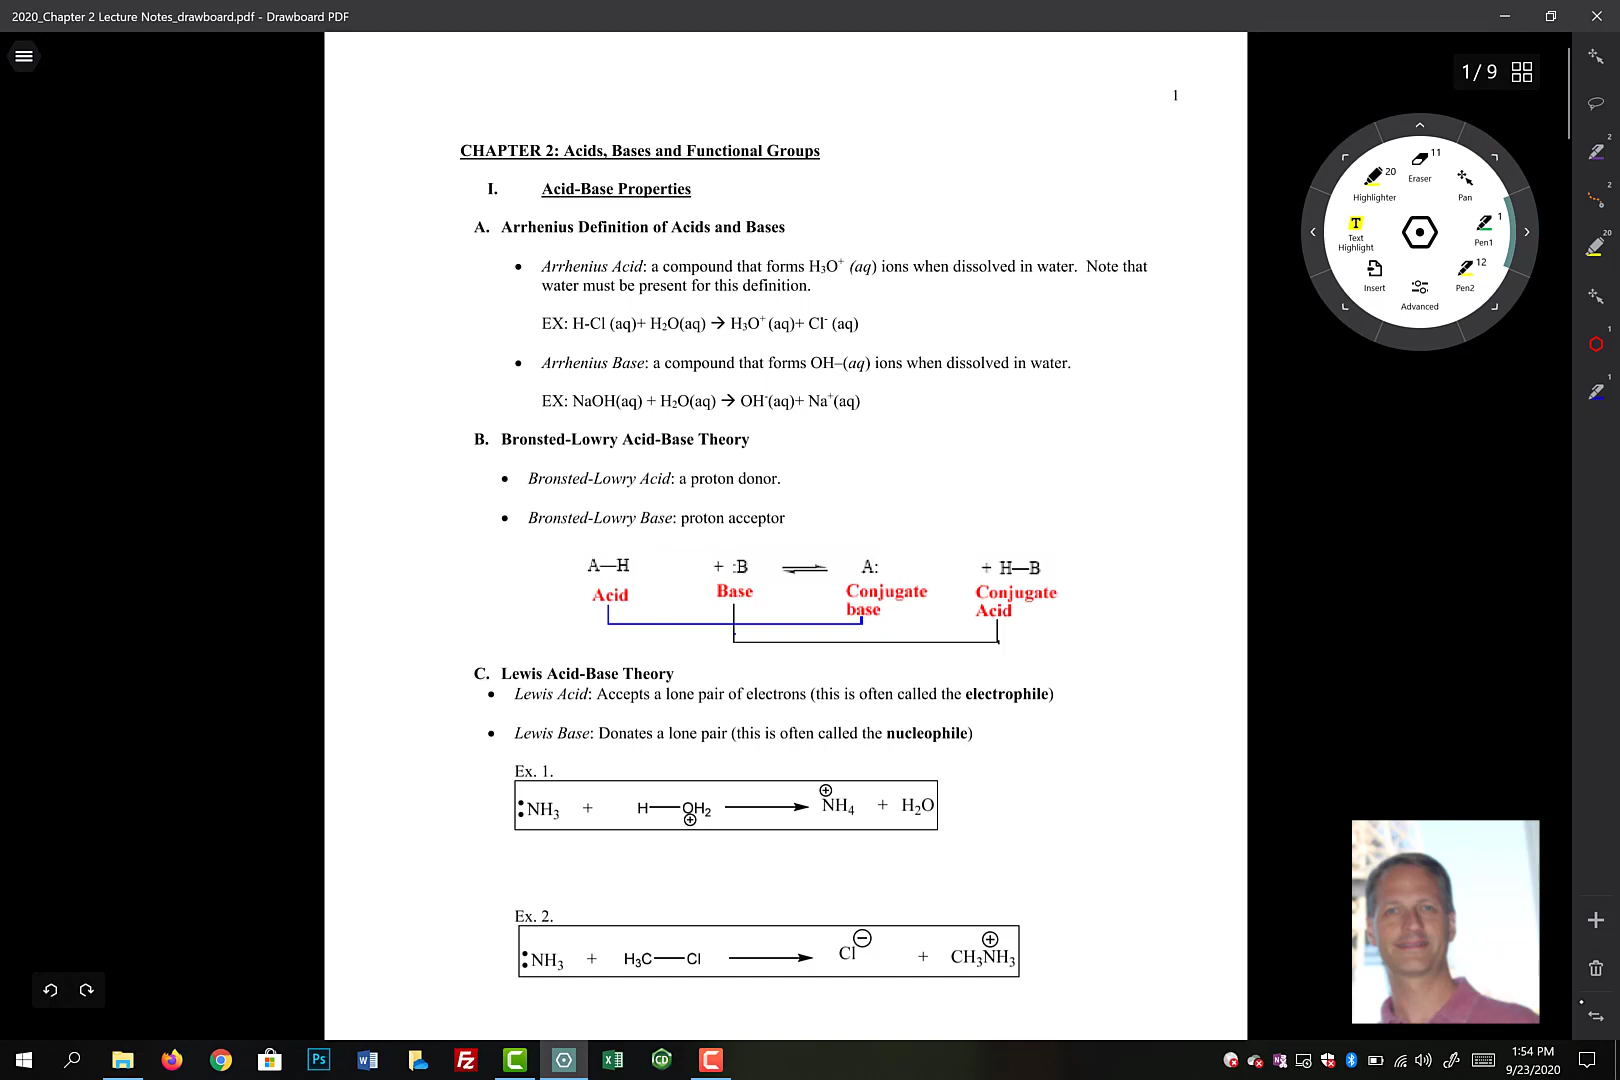 2020_Chapter 2 Lecture Notes_drawboard.pdf - Drawboard PDF
1 / 9
1
CHAPTER 2: Acids, Bases and Functional Groups
I. Acid-Base Properties
A. Arrhenius Definition of Acids and Bases
• Arrhenius Acid: a compound that forms H₃O⁺ (aq) ions when dissolved in water. Note that
water must be present for this definition.
EX: H-Cl (aq)+ H₂O(aq) → H₃O⁺ (aq)+ Cl⁻ (aq)
• Arrhenius Base: a compound that forms OH–(aq) ions when dissolved in water.
EX: NaOH(aq) + H₂O(aq) → OH⁻(aq)+ Na⁺(aq)
B. Bronsted-Lowry Acid-Base Theory
• Bronsted-Lowry Acid: a proton donor.
• Bronsted-Lowry Base: proton acceptor
A—H + :B ⇌ A: + H—B
Acid Base Conjugate base Conjugate Acid
C. Lewis Acid-Base Theory
• Lewis Acid: Accepts a lone pair of electrons (this is often called the electrophile)
• Lewis Base: Donates a lone pair (this is often called the nucleophile)
Ex. 1.
:NH₃ + H—OH₂ ⊕ → ⊕ NH₄ + H₂O
Ex. 2.
:NH₃ + H₃C—Cl → Cl ⊖ + CH₃NH₃ ⊕
11
Eraser
20
Highlighter
Pan
T
Text
Highlight
1
Pen1
Insert
12
Pen2
Advanced
2
2
20
1
1
Ps
W
Fz
C
X
CD
C
N
1:54 PM
9/23/2020